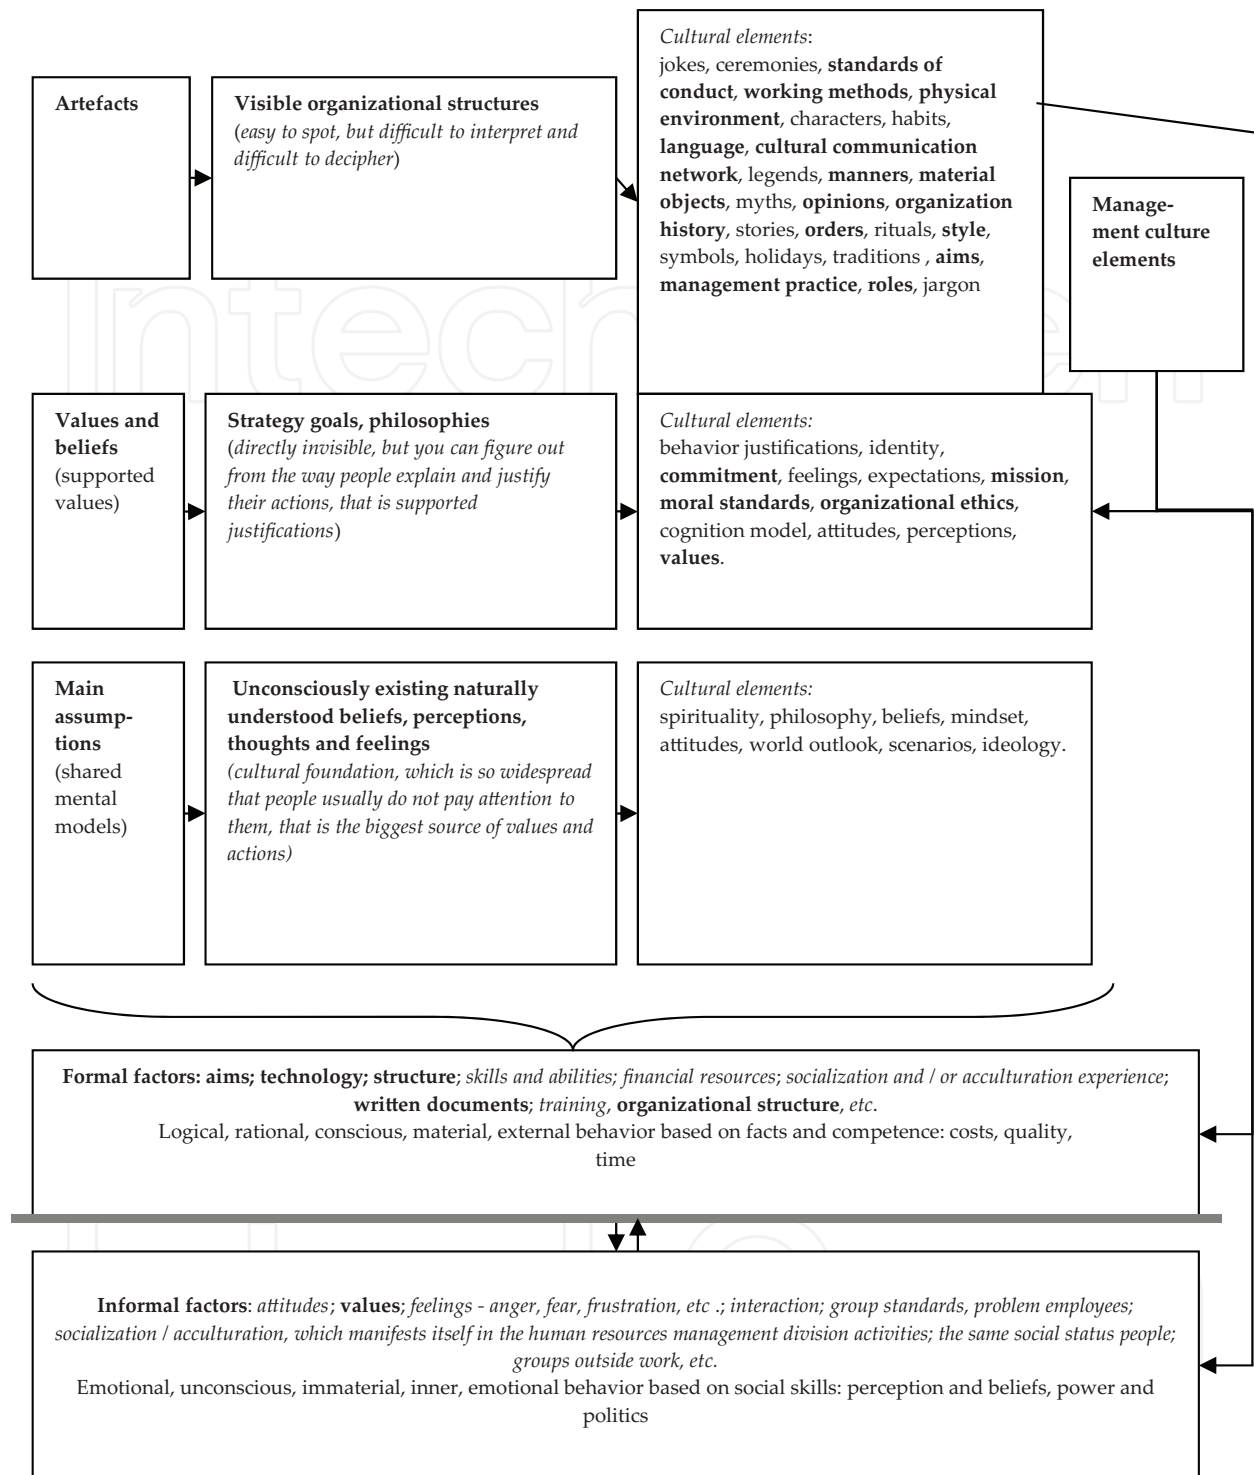 Artefacts
Visible organizational structures
(easy to spot, but difficult to interpret and
difficult to decipher)
Cultural elements:
jokes, ceremonies, standards of
conduct, working methods, physical
environment, characters, habits,
language, cultural communication
network, legends, manners, material
objects, myths, opinions, organization
history, stories, orders, rituals, style,
symbols, holidays, traditions , aims,
management practice, roles, jargon
Manage-
ment culture
elements
Values and
beliefs
(supported
values)
Strategy goals, philosophies
(directly invisible, but you can figure out
from the way people explain and justify
their actions, that is supported
justifications)
Cultural elements:
behavior justifications, identity,
commitment, feelings, expectations, mission,
moral standards, organizational ethics,
cognition model, attitudes, perceptions,
values.
Main
assump-
tions
(shared
mental
models)
Unconsciously existing naturally
understood beliefs, perceptions,
thoughts and feelings
(cultural foundation, which is so widespread
that people usually do not pay attention to
them, that is the biggest source of values and
actions)
Cultural elements:
spirituality, philosophy, beliefs, mindset,
attitudes, world outlook, scenarios, ideology.
Formal factors: aims; technology; structure; skills and abilities; financial resources; socialization and / or acculturation experience;
written documents; training, organizational structure, etc.
Logical, rational, conscious, material, external behavior based on facts and competence: costs, quality,
time
Informal factors: attitudes; values; feelings - anger, fear, frustration, etc .; interaction; group standards, problem employees;
socialization / acculturation, which manifests itself in the human resources management division activities; the same social status people;
groups outside work, etc.
Emotional, unconscious, immaterial, inner, emotional behavior based on social skills: perception and beliefs, power and
politics